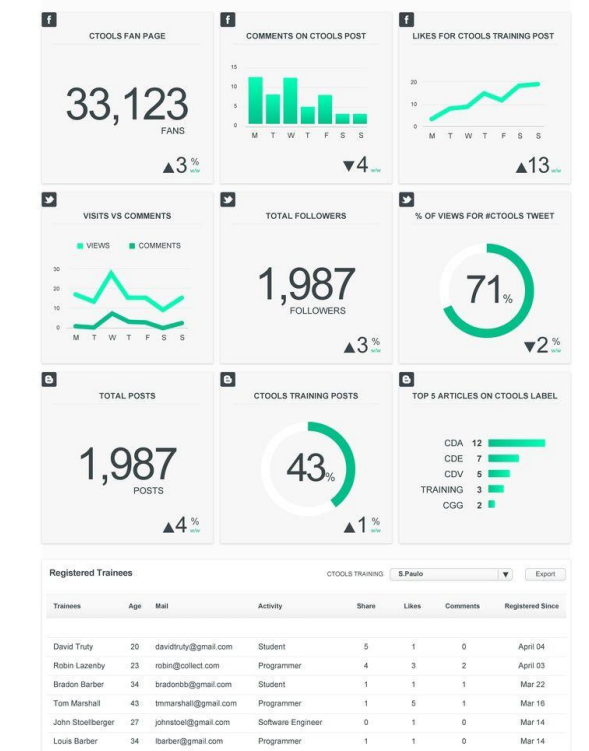 f
CTOOLS FAN PAGE
33,123
FANS
▲3 % w/w
f
COMMENTS ON CTOOLS POST
15
10
5
0
M T W T F S S
▼4 w/w
f
LIKES FOR CTOOLS TRAINING POST
20
10
0
M T W T F S S
▲13 w/w
VISITS VS COMMENTS
VIEWS COMMENTS
30
20
10
0
M T W T F S S
TOTAL FOLLOWERS
1,987
FOLLOWERS
▲3 % w/w
% OF VIEWS FOR #CTOOLS TWEET
71%
▼2 % w/w
B
TOTAL POSTS
1,987
POSTS
▲4 % w/w
B
CTOOLS TRAINING POSTS
43%
▲1 % w/w
B
TOP 5 ARTICLES ON CTOOLS LABEL
CDA 12
CDE 7
CDV 5
TRAINING 3
CGG 2
Registered Trainees CTOOLS TRAINING S.Paulo ▼ Export
Trainees Age Mail Activity Share Likes Comments Registered Since
David Truty 20 davidtruty@gmail.com Student 5 1 0 April 04
Robin Lazenby 23 robin@collect.com Programmer 4 3 2 April 03
Bradon Barber 34 bradonbb@gmail.com Student 1 1 1 Mar 22
Tom Marshall 43 tmmarshall@gmail.com Programmer 1 5 1 Mar 16
John Stoellberger 27 johnstoel@gmail.com Software Engineer 0 1 0 Mar 14
Louis Barber 34 lbarber@gmail.com Programmer 1 1 0 Mar 14